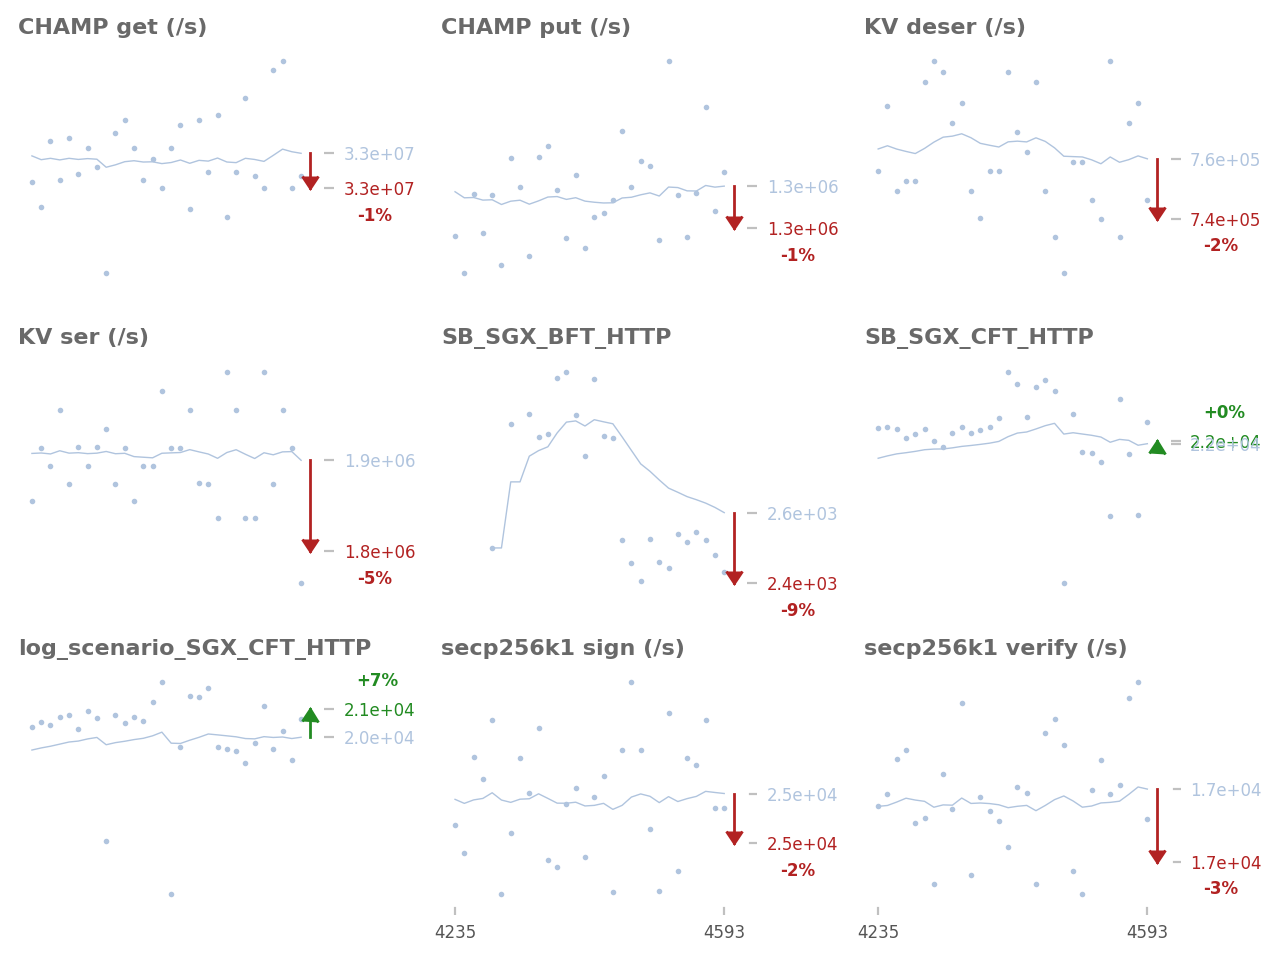 CHAMP get (/s)
3.3e+07
3.3e+07
-1%
CHAMP put (/s)
1.3e+06
1.3e+06
-1%
KV deser (/s)
7.6e+05
7.4e+05
-2%
KV ser (/s)
1.9e+06
1.8e+06
-5%
SB_SGX_BFT_HTTP
2.6e+03
2.4e+03
-9%
SB_SGX_CFT_HTTP
+0%
2.2e+04
2.2e+04
log_scenario_SGX_CFT_HTTP
+7%
2.1e+04
2.0e+04
secp256k1 sign (/s)
2.5e+04
2.5e+04
-2%
4235
4593
secp256k1 verify (/s)
1.7e+04
1.7e+04
-3%
4235
4593